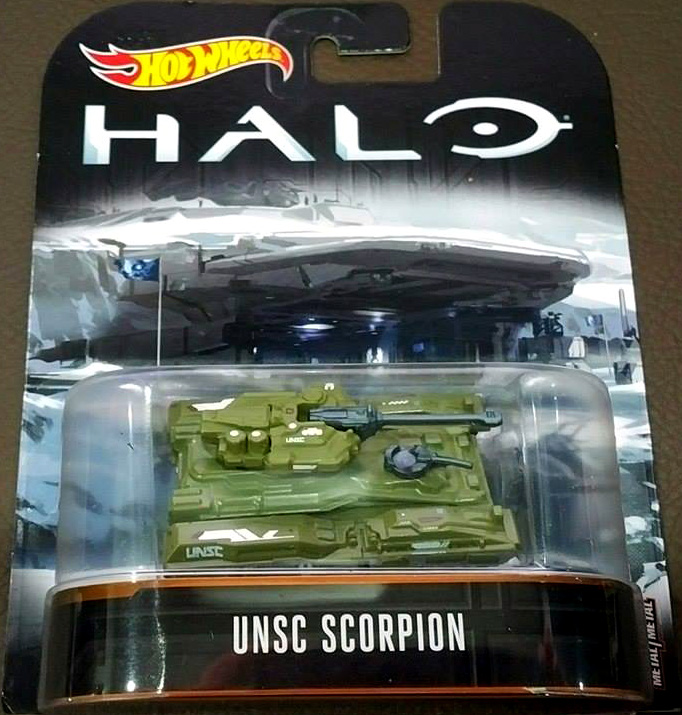 Hot Wheels
HALO
UNSC
UNSC
UNSC SCORPION
METAL/METAL